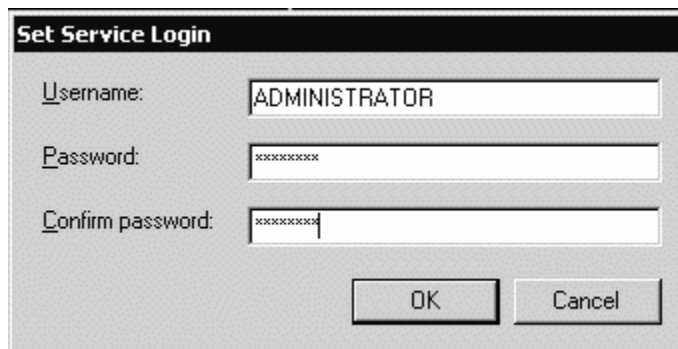 Set Service Login
Username:
ADMINISTRATOR
Password:
********
Confirm password:
********
OK
Cancel